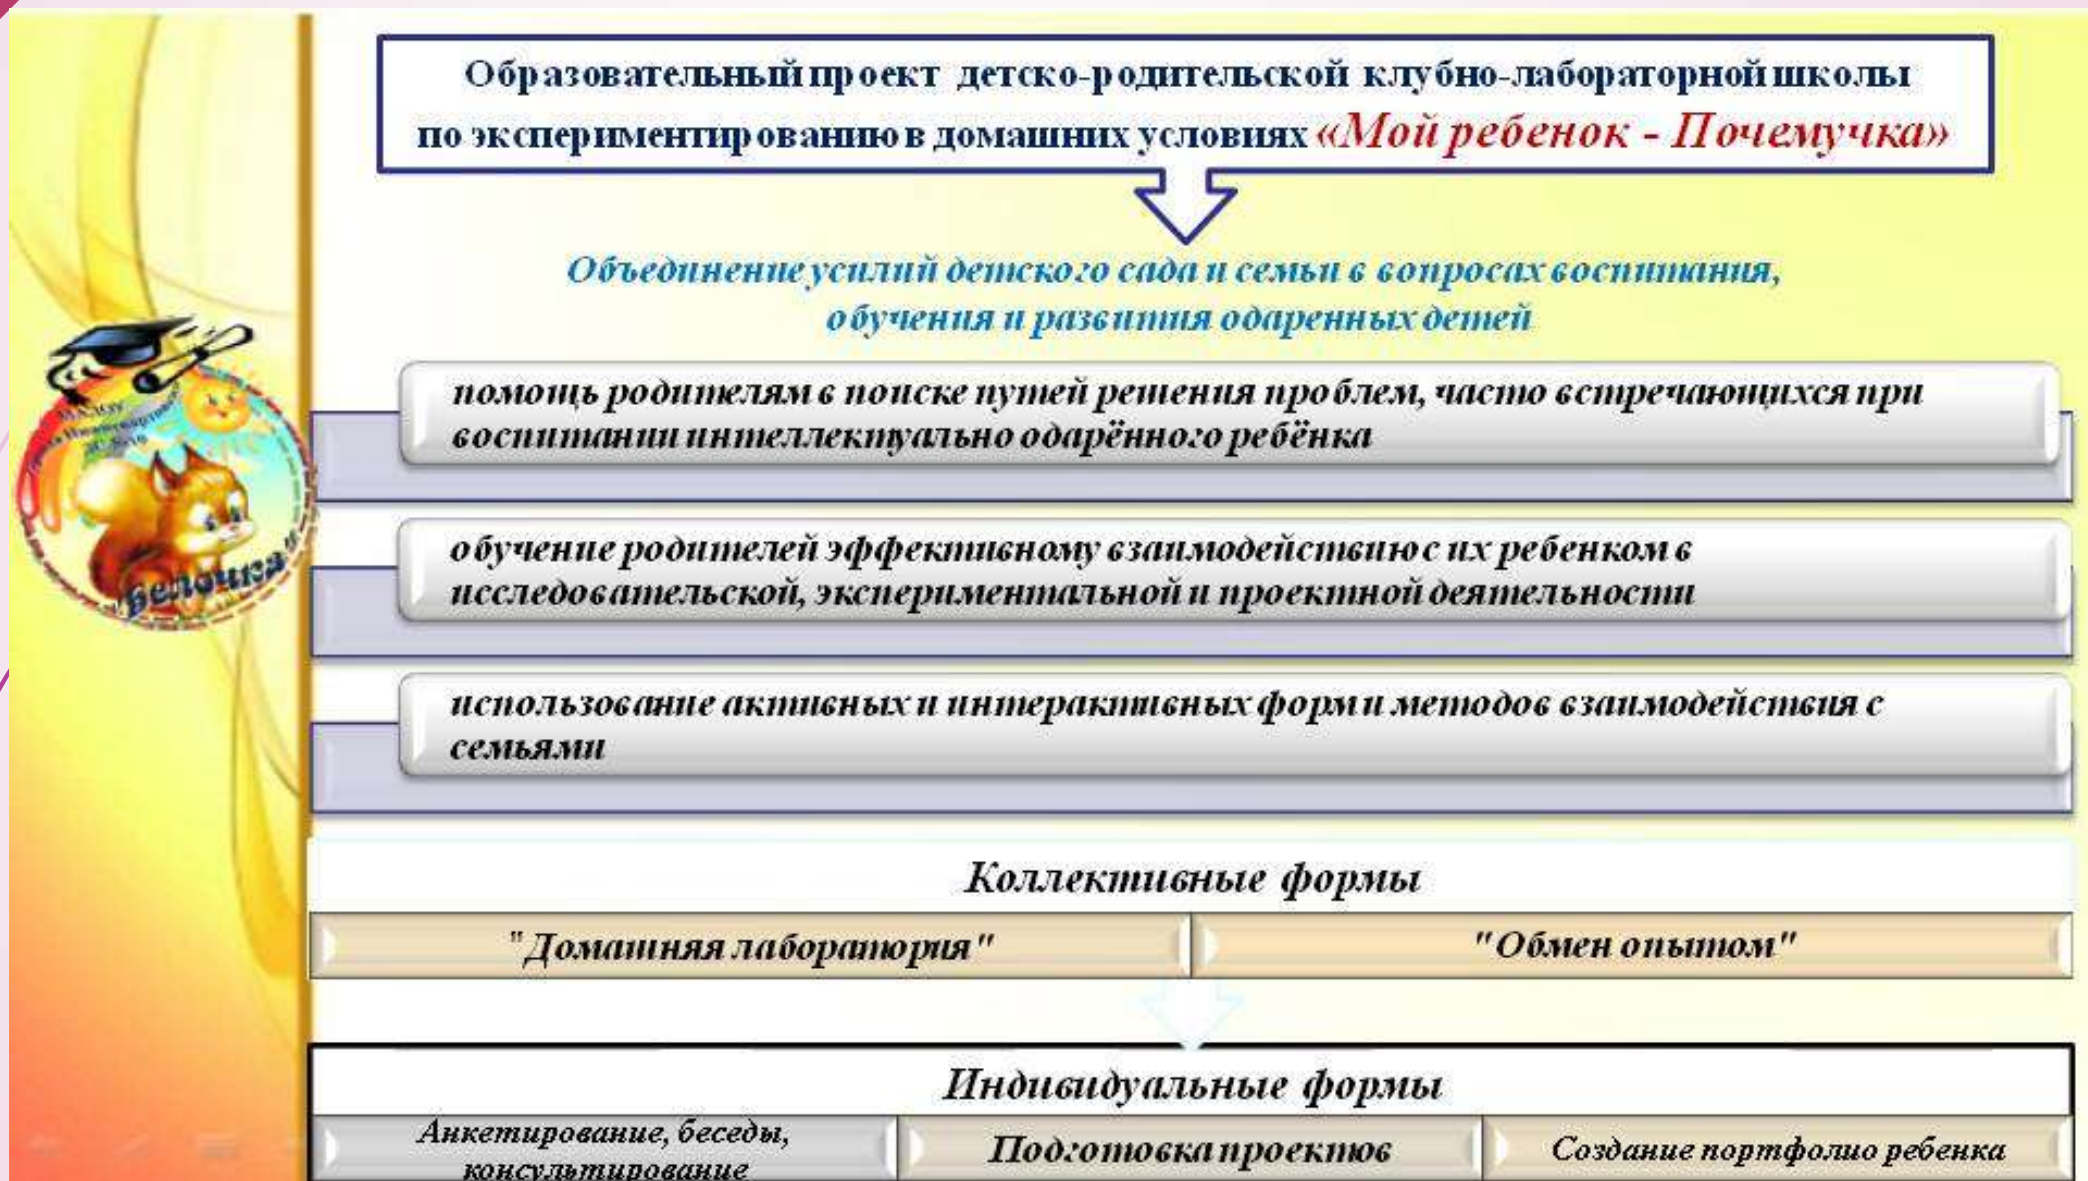 Образовательный проект детско-родительской клубно-лабораторной школы
по экспериментированию в домашних условиях «Мой ребенок - Почемучка»
Объединение усилий детского сада и семьи в вопросах воспитания,
обучения и развития одаренных детей
помощь родителям в поиске путей решения проблем, часто встречающихся при
воспитании интеллектуально одарённого ребёнка
обучение родителей эффективному взаимодействию с их ребенком в
исследовательской, экспериментальной и проектной деятельности
использование активных и интерактивных форм и методов взаимодействия с
семьями
"Белочка"
Коллективные формы
"Домашняя лаборатория"
"Обмен опытом"
Индивидуальные формы
Анкетирование, беседы,
консультирование
Подготовка проектов
Создание портфолио ребенка